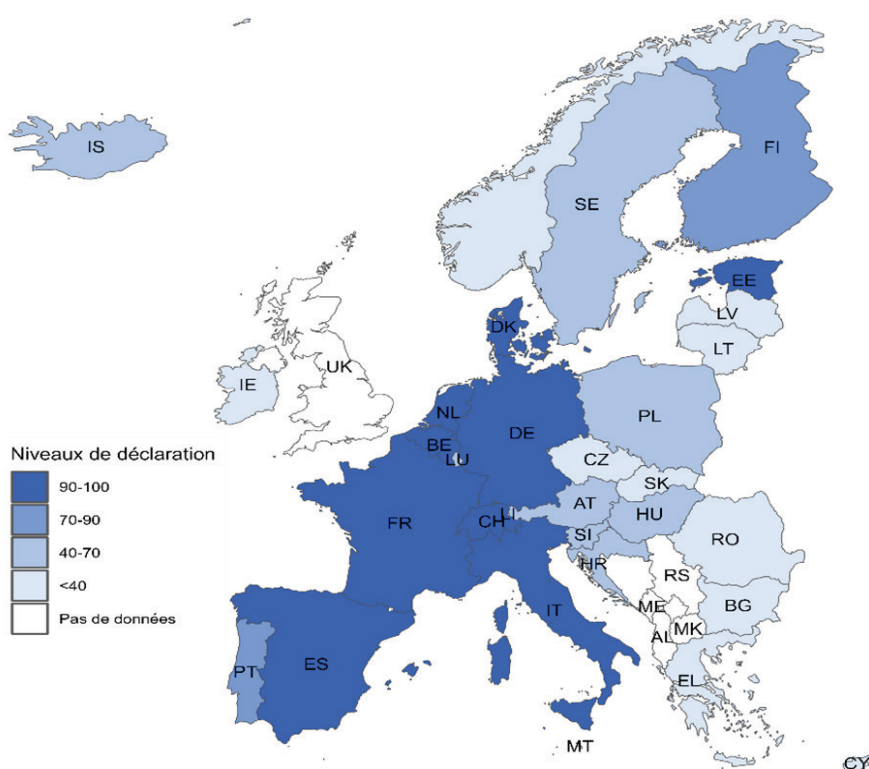 IS
FI
SE
EE
LV
DK
LT
UK
IE
NL
PL
DE
BE
LU
CZ
SK
AT
LI
HU
FR
CH
SI
RO
HR
RS
ME
BG
IT
MK
AL
PT
ES
EL
MT
CY
Niveaux de déclaration
90-100
70-90
40-70
<40
Pas de données